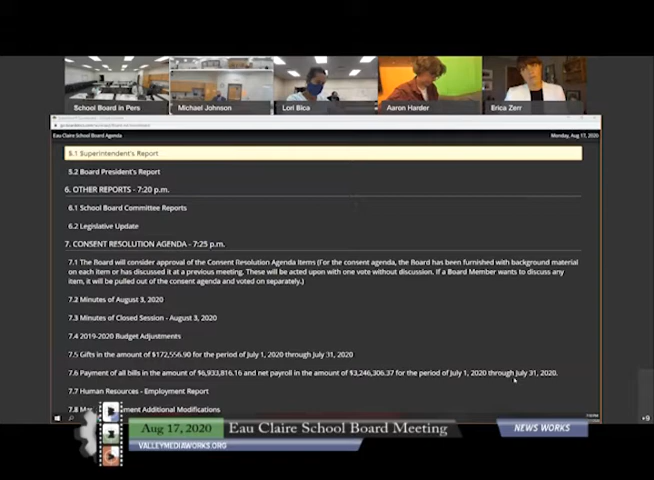 School Board in Pers
Michael Johnson
Lori Bica
Aaron Harder
Erica Zerr
Eau Claire School Board Agenda
Monday, Aug 17, 2020
5.1 Superintendent's Report
5.2 Board President's Report
6. OTHER REPORTS - 7:20 p.m.
6.1 School Board Committee Reports
6.2 Legislative Update
7. CONSENT RESOLUTION AGENDA - 7:25 p.m.
7.1 The Board will consider approval of the Consent Resolution Agenda Items (For the consent agenda, the Board has been furnished with background material
on each item or has discussed it at a previous meeting. These will be acted upon with one vote without discussion. If a Board Member wants to discuss any
item, it will be pulled out of the consent agenda and voted on separately.)
7.2 Minutes of August 3, 2020
7.3 Minutes of Closed Session - August 3, 2020
7.4 2019-2020 Budget Adjustments
7.5 Gifts in the amount of $172,556.90 for the period of July 1, 2020 through July 31, 2020
7.6 Payment of all bills in the amount of $6,933,816.16 and net payroll in the amount of $3,246,306.37 for the period of July 1, 2020 through July 31, 2020.
7.7 Human Resources - Employment Report
7.8 Additional Modifications
+9
Aug 17, 2020 Eau Claire School Board Meeting
NEWS WORKS
VALLEYMEDIAWORKS.ORG